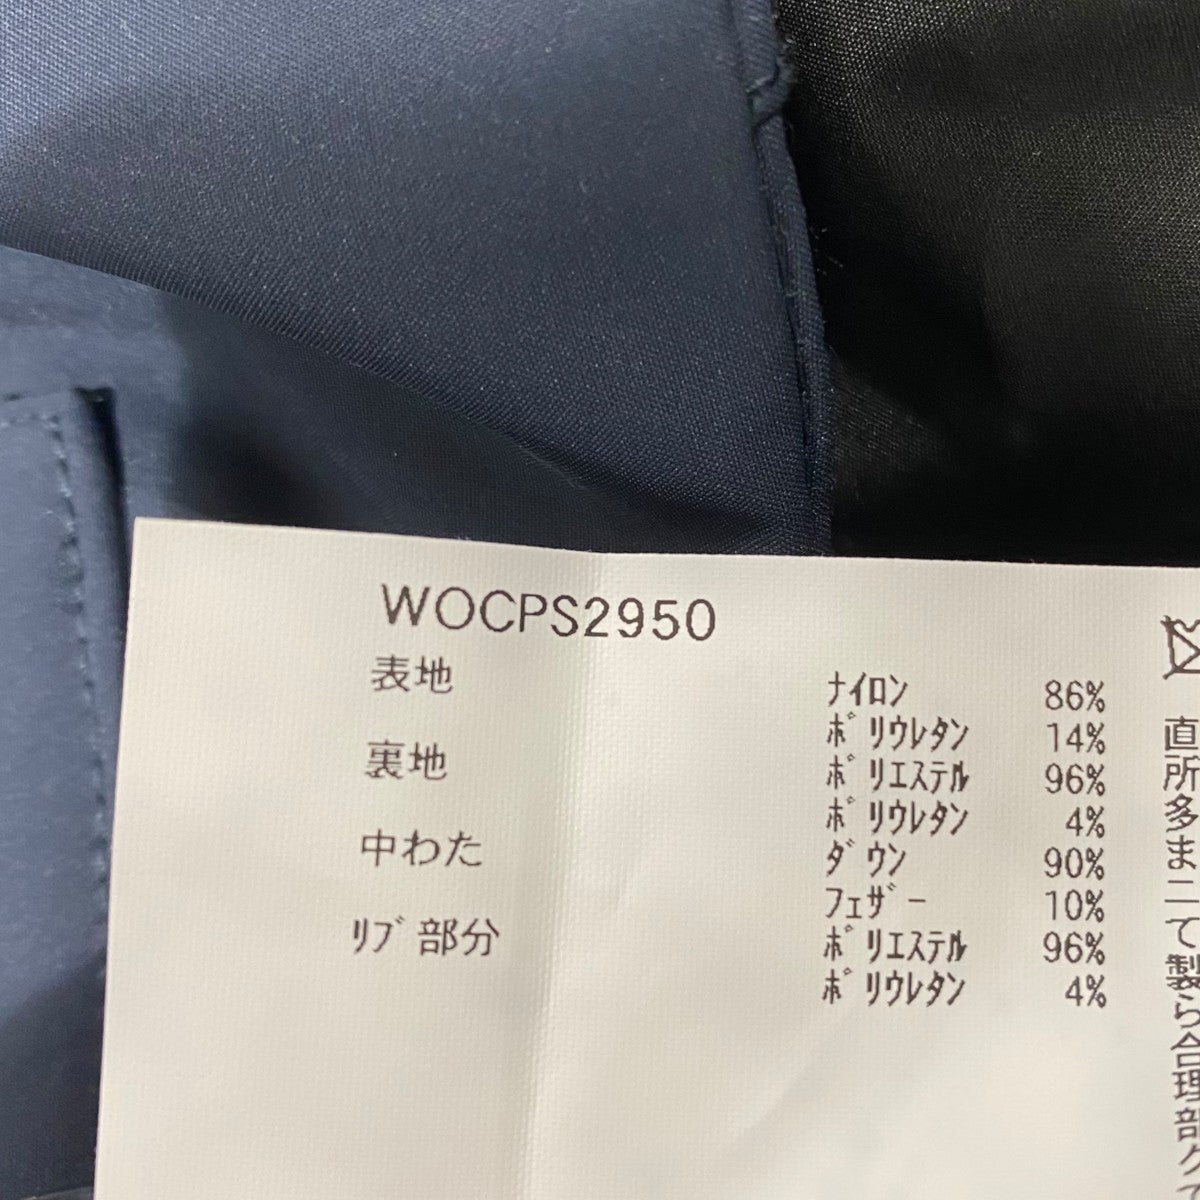 WOCPS2950
表地 ﾅｲﾛﾝ 86%
ﾎﾟﾘｳﾚﾀﾝ 14%
裏地 ﾎﾟﾘｴｽﾃﾙ 96%
ﾎﾟﾘｳﾚﾀﾝ 4%
中わた ﾀﾞｳﾝ 90%
ﾌｪｻﾞｰ 10%
ﾘﾌﾞ部分 ﾎﾟﾘｴｽﾃﾙ 96%
ﾎﾟﾘｳﾚﾀﾝ 4%
直
所
多
ま
二
て
製
ら
合
理
部
ク